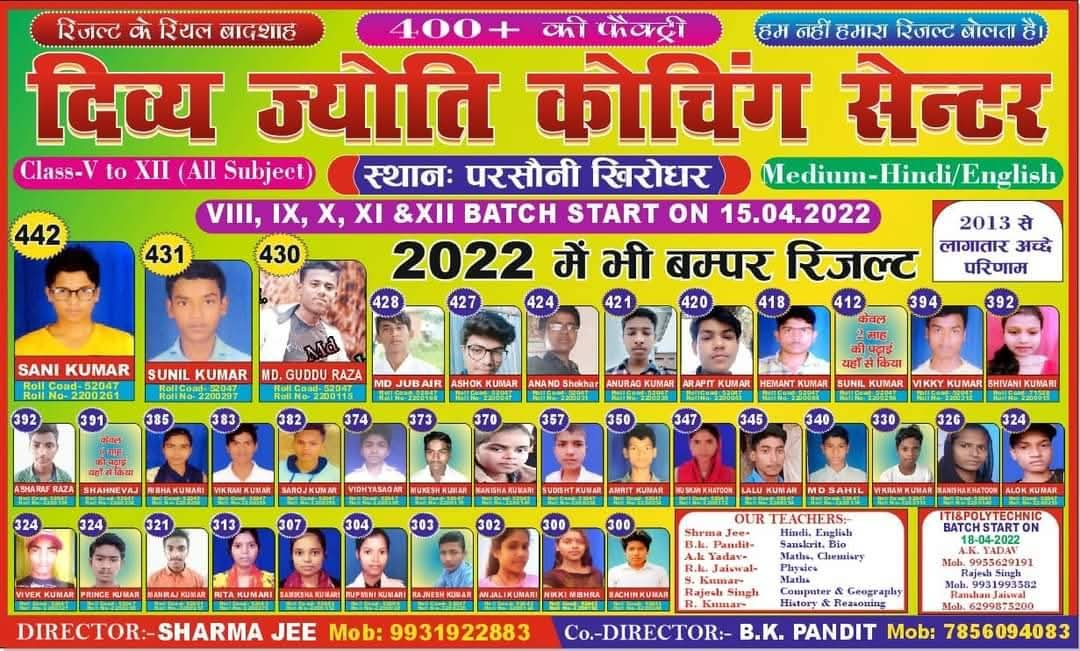 रिजल्ट के रियल बादशाह
400+ की फैक्ट्री
हम नहीं हमारा रिजल्ट बोलता है।
दिव्य ज्योति कोचिंग सेन्टर
Class-V to XII (All Subject)
स्थानः परसौनी खिरोधर
Medium-Hindi/English
VIII, IX, X, XI &XII BATCH START ON 15.04.2022
2013 से
लागातार अच्छे
परिणाम
2022 में भी बम्पर रिजल्ट
442
SANI KUMAR
Roll Coad- 52047
Roll No- 2200261
431
SUNIL KUMAR
Roll Coad- 52047
Roll No- 2200297
430
Md
MD. GUDDU RAZA
Roll Coad- 52047
Roll No- 2200115
428
MD JUBAIR
427
ASHOK KUMAR
424
ANAND Shekhar
421
ANURAG KUMAR
420
ARAPIT KUMAR
418
HEMANT KUMAR
412
केवल
2 माह
की पढ़ाई
यहाँ से किया
SUNIL KUMAR
394
VIKKY KUMAR
392
SHIVANI KUMARI
392
ASHARAF RAZA
391
केवल
माह
की पढ़ाई
यहाँ से किया
SHAHNEVAJ
385
RIBHA KUMARI
383
VIKRAM KUMAR
382
SAROJ KUMAR
374
VIDHYASAGAR
373
MUKESH KUMAR
370
MANISHA KUMARI
357
SUDISHT KUMAR
350
AMRIT KUMAR
347
MUSKAN KHATOON
345
LALU KUMAR
340
MD SAHIL
330
VIKRAM KUMAR
326
MANISHA KHATOON
324
ALOK KUMAR
324
VIVEK KUMAR
324
PRINCE KUMAR
321
MANRAJ KUMAR
313
RITA KUMARI
307
SAMIKSHA KUMARI
304
RUPMNI KUMARI
303
RAJNESH KUMAR
302
ANJALI KUMARI
300
NIKKI MISHRA
300
SACHIN KUMAR
OUR TEACHERS:-
Shrma Jee- Hindi, English
B.k. Pandit- Sanskrit, Bio
A.k Yadav- Maths, Chemisry
R.k. Jaiswal- Physics
S. Kumar- Maths
Rajesh Singh Computer & Geography
R. Kumar- History & Reasoning
ITI&POLYTECHNIC
BATCH START ON
18-04-2022
A.K. YADAV
Mob. 9955629191
Rajesh Singh
Mob. 9931993582
Ranshan Jaiswal
Mob. 6299875200
DIRECTOR:- SHARMA JEE Mob: 9931922883
Co.-DIRECTOR:- B.K. PANDIT Mob: 7856094083